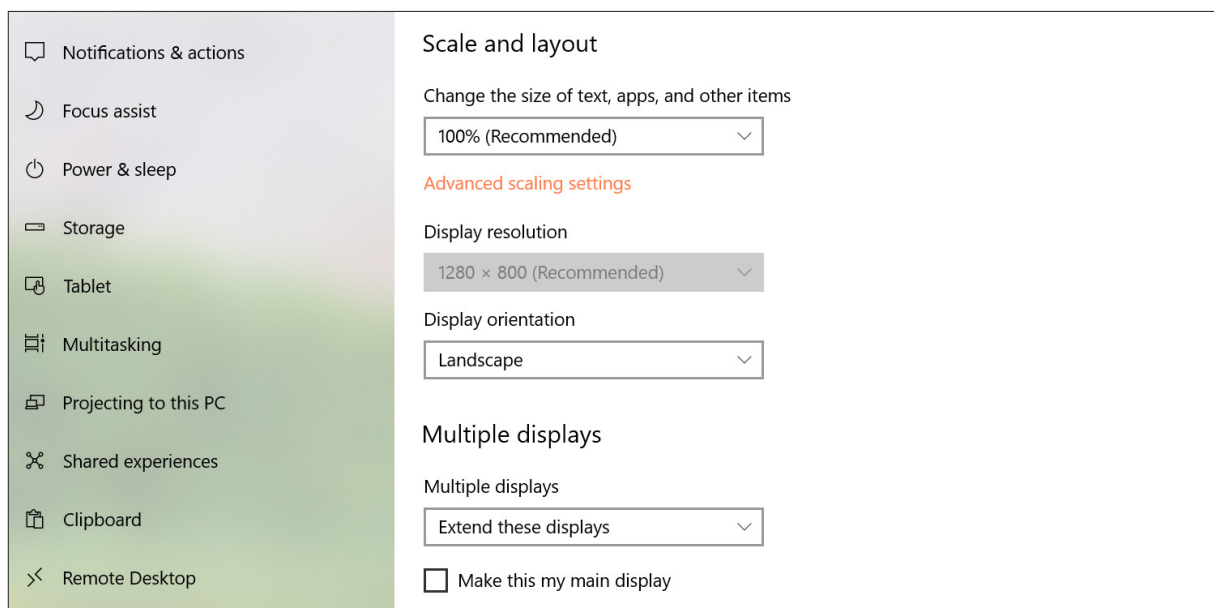 Notifications & actions
Focus assist
Power & sleep
Storage
Tablet
Multitasking
Projecting to this PC
Shared experiences
Clipboard
Remote Desktop
Scale and layout
Change the size of text, apps, and other items
100% (Recommended)
Advanced scaling settings
Display resolution
1280 × 800 (Recommended)
Display orientation
Landscape
Multiple displays
Multiple displays
Extend these displays
Make this my main display